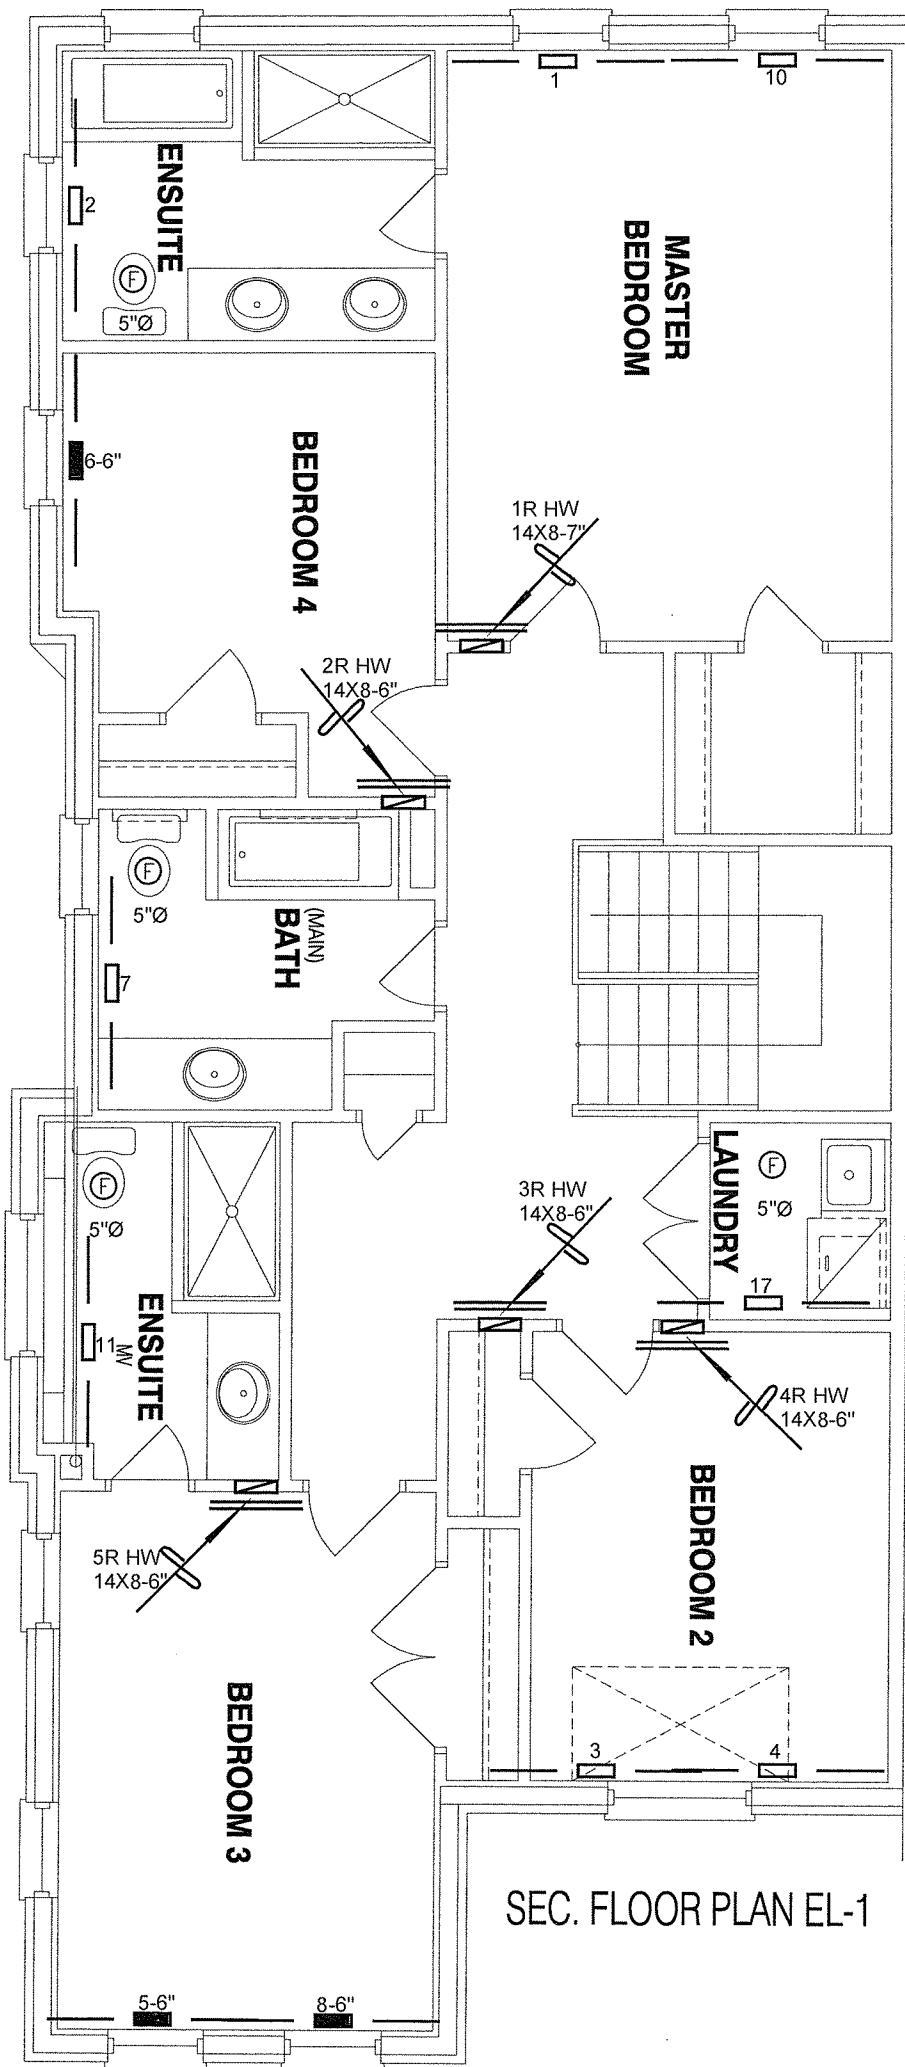 1
10
ENSUITE
2
F
5"Ø
MASTER
BEDROOM
6-6"
BEDROOM 4
1R HW
14X8-7"
2R HW
14X8-6"
F
5"Ø
(MAIN)
BATH
7
F
5"Ø
LAUNDRY
F
5"Ø
3R HW
14X8-6"
17
11
MV
ENSUITE
4R HW
14X8-6"
BEDROOM 2
5R HW
14X8-6"
BEDROOM 3
3
4
SEC. FLOOR PLAN EL-1
5-6"
8-6"